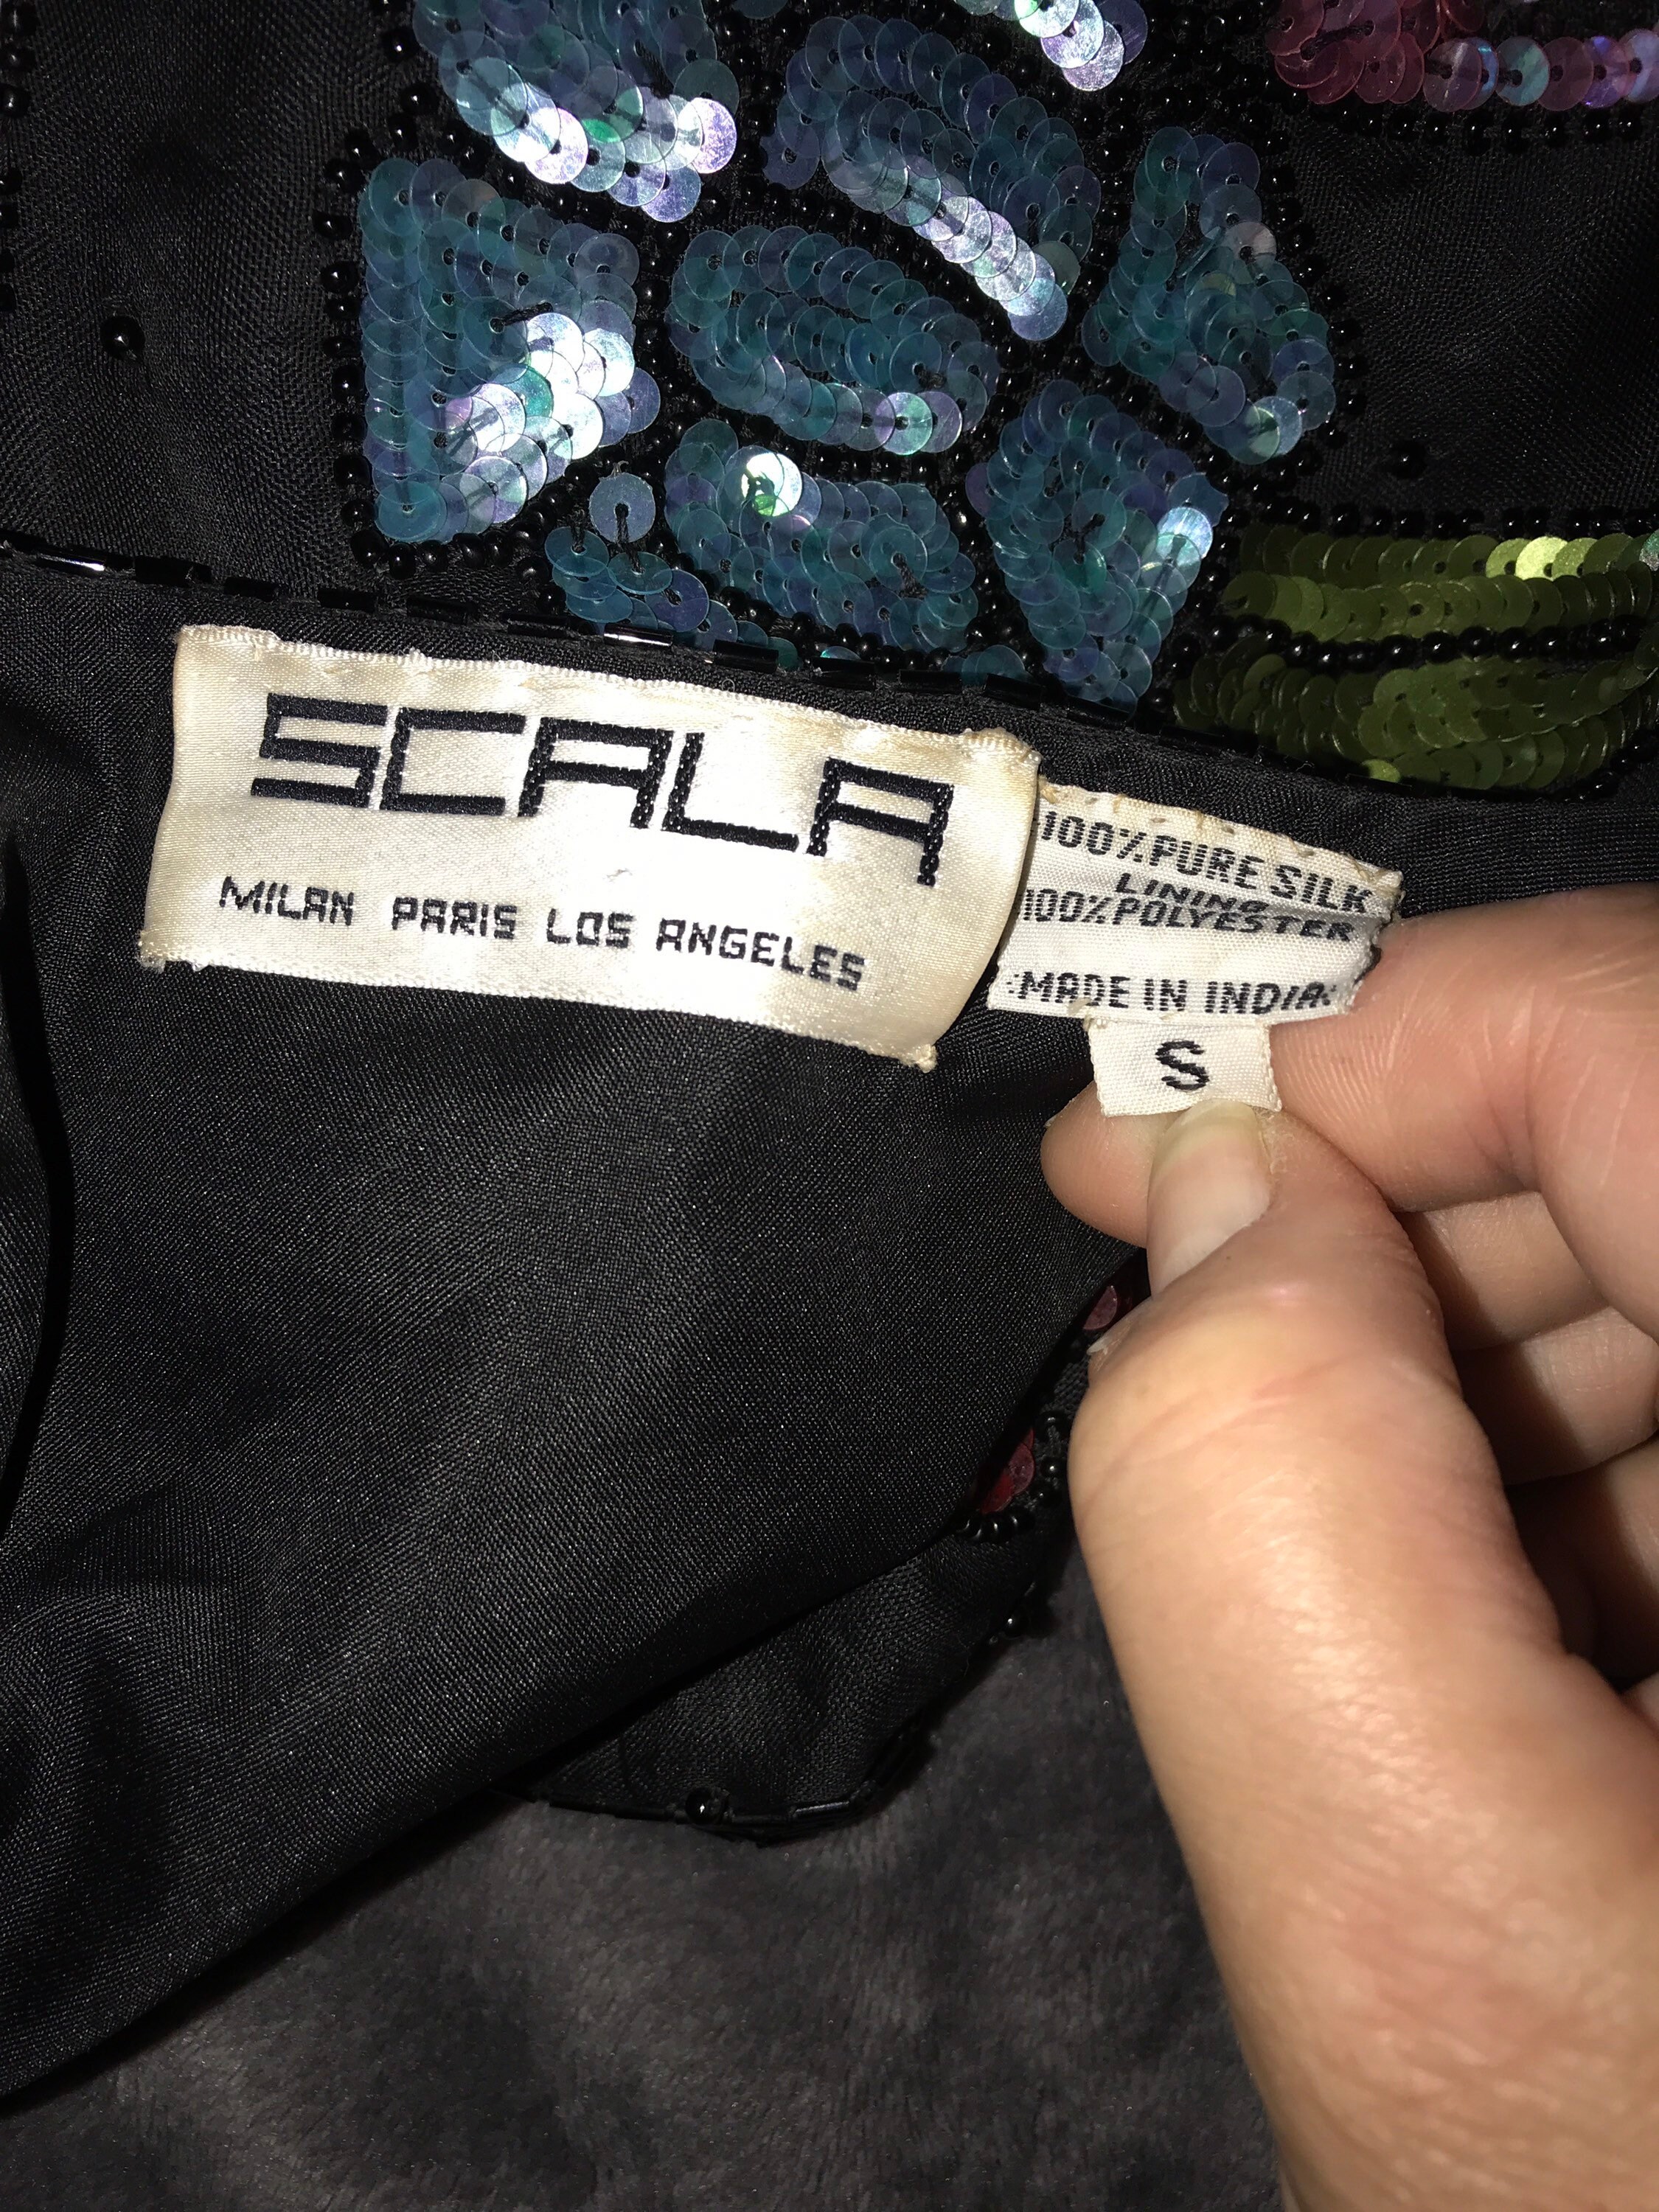 SCALA
MILAN PARIS LOS ANGELES
100% PURE SILK
LINING
100% POLYESTER
MADE IN INDIA
S